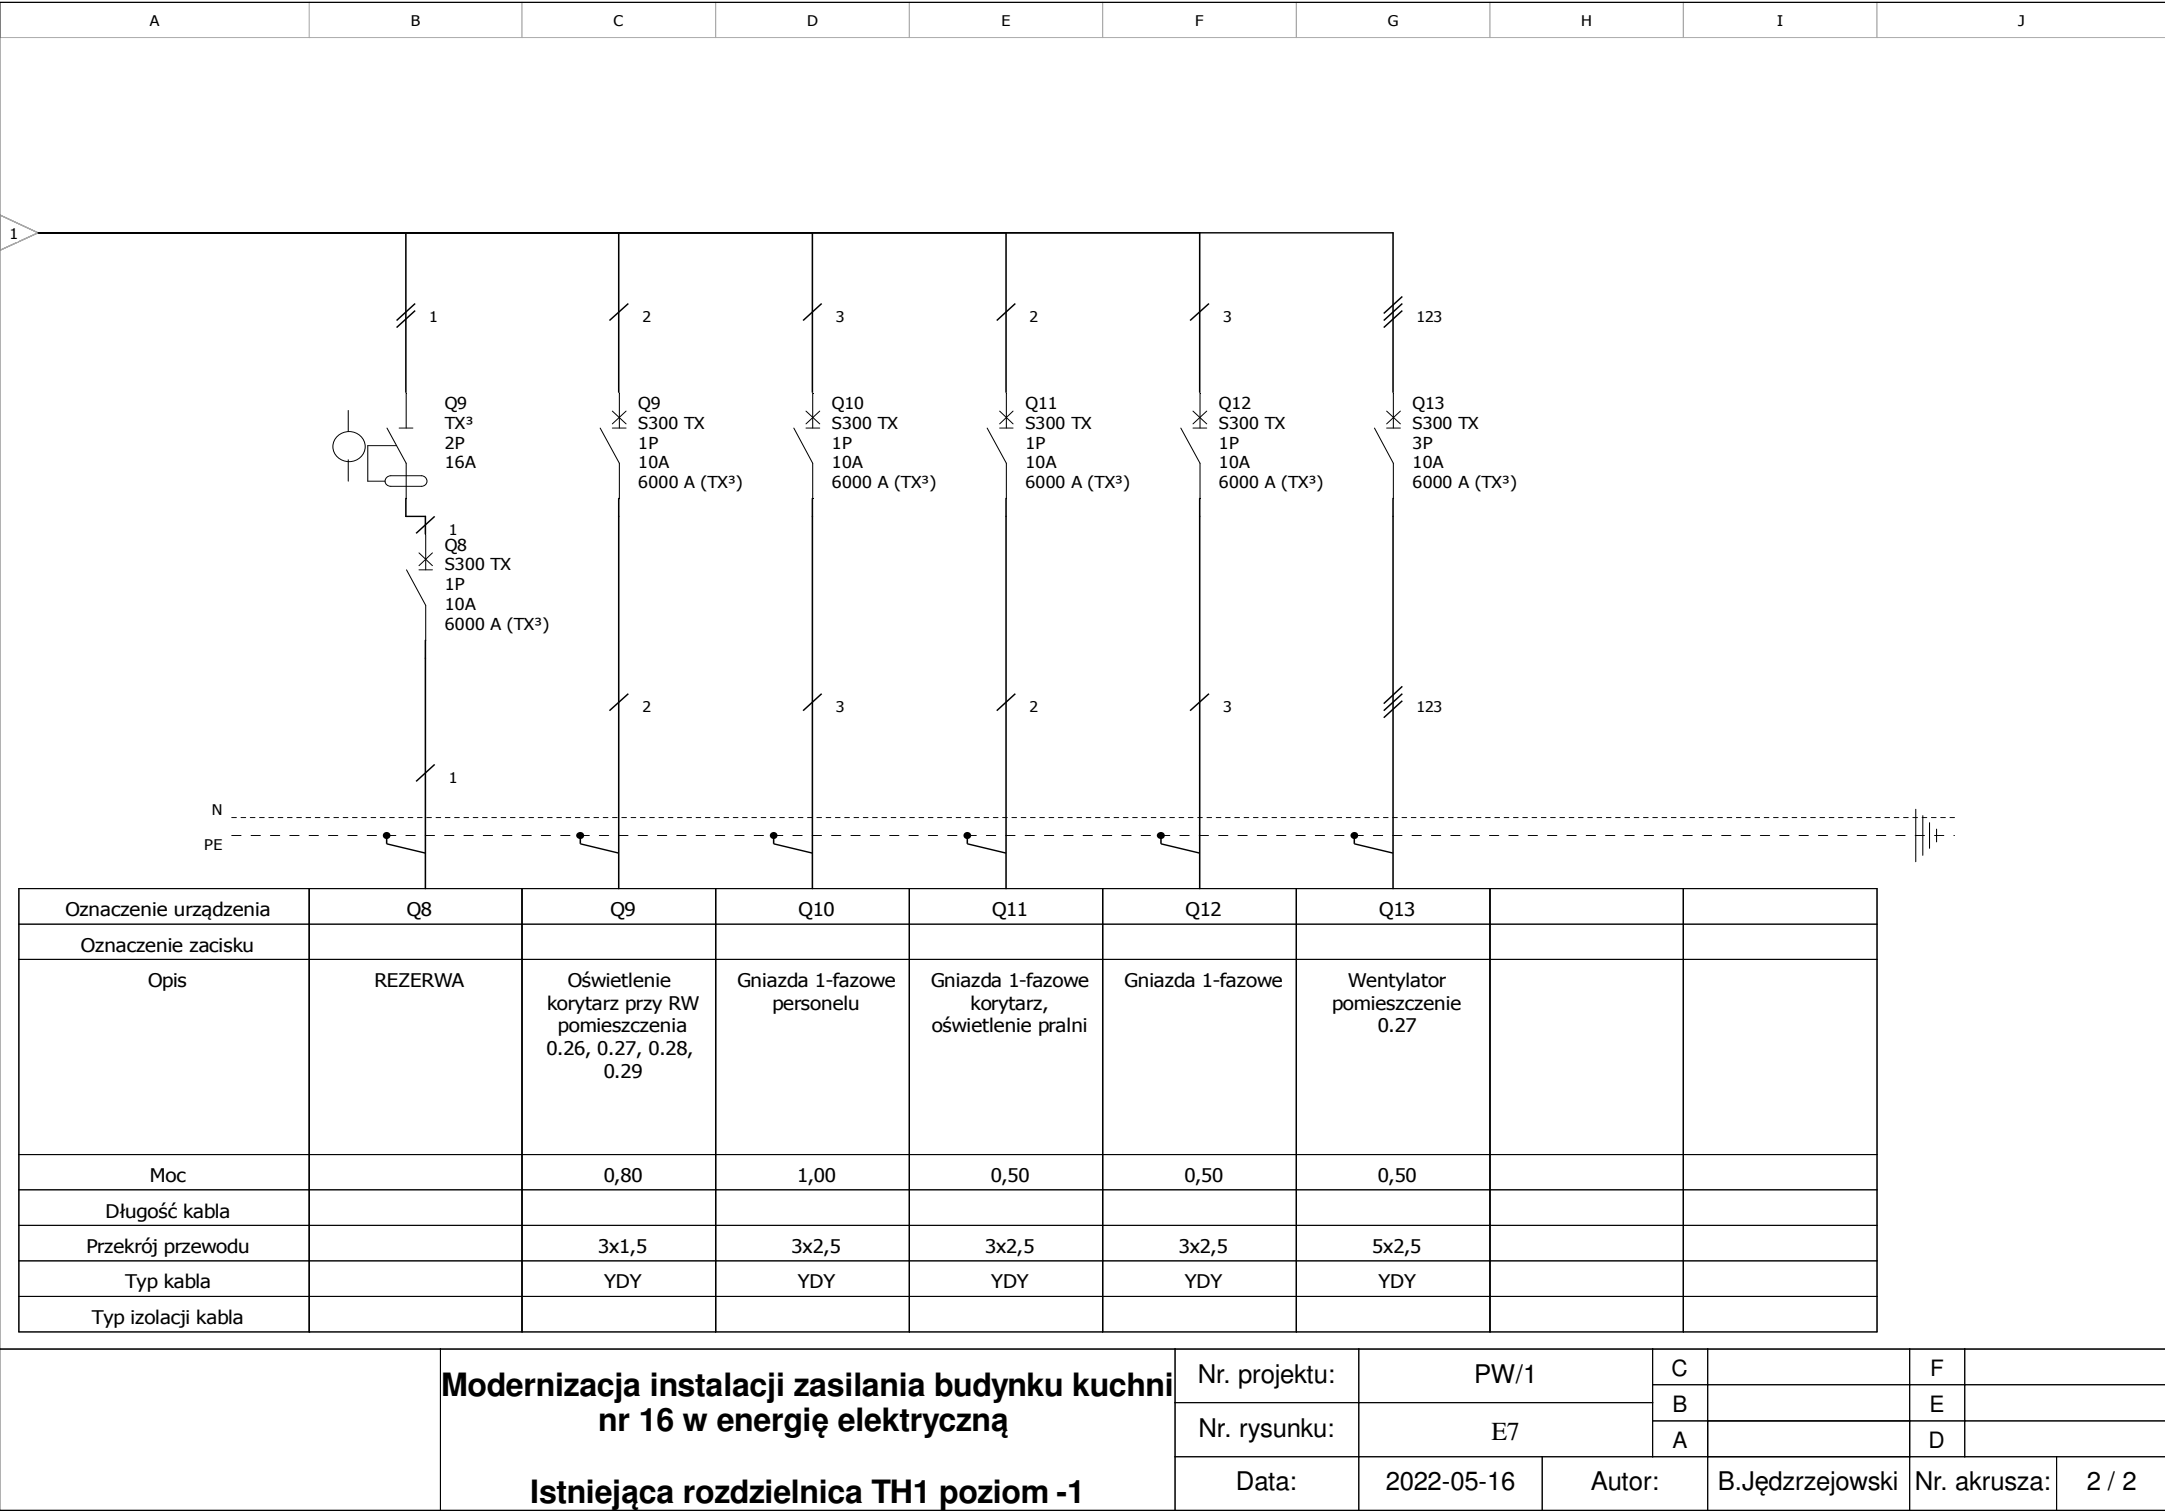 A B C D E F G H I J
1
1 2 3 2 3 123
Q9
TX³
2P
16A
Q9
S300 TX
1P
10A
6000 A (TX³)
Q10
S300 TX
1P
10A
6000 A (TX³)
Q11
S300 TX
1P
10A
6000 A (TX³)
Q12
S300 TX
1P
10A
6000 A (TX³)
Q13
S300 TX
3P
10A
6000 A (TX³)
1
Q8
S300 TX
1P
10A
6000 A (TX³)
2 3 2 3 123
1
N
PE
Oznaczenie urządzenia Q8 Q9 Q10 Q11 Q12 Q13
Oznaczenie zacisku
Opis
REZERWA
Oświetlenie
korytarz przy RW
pomieszczenia
0.26, 0.27, 0.28,
0.29
Gniazda 1-fazowe
personelu
Gniazda 1-fazowe
korytarz,
oświetlenie pralni
Gniazda 1-fazowe
Wentylator
pomieszczenie
0.27
Moc 0,80 1,00 0,50 0,50 0,50
Długość kabla
Przekrój przewodu 3x1,5 3x2,5 3x2,5 3x2,5 5x2,5
Typ kabla YDY YDY YDY YDY YDY
Typ izolacji kabla
Modernizacja instalacji zasilania budynku kuchni
nr 16 w energię elektryczną
Istniejąca rozdzielnica TH1 poziom -1
Nr. projektu: PW/1
Nr. rysunku: E7
C F
B E
A D
Data: 2022-05-16 Autor: B.Jędzrzejowski Nr. akrusza: 2 / 2